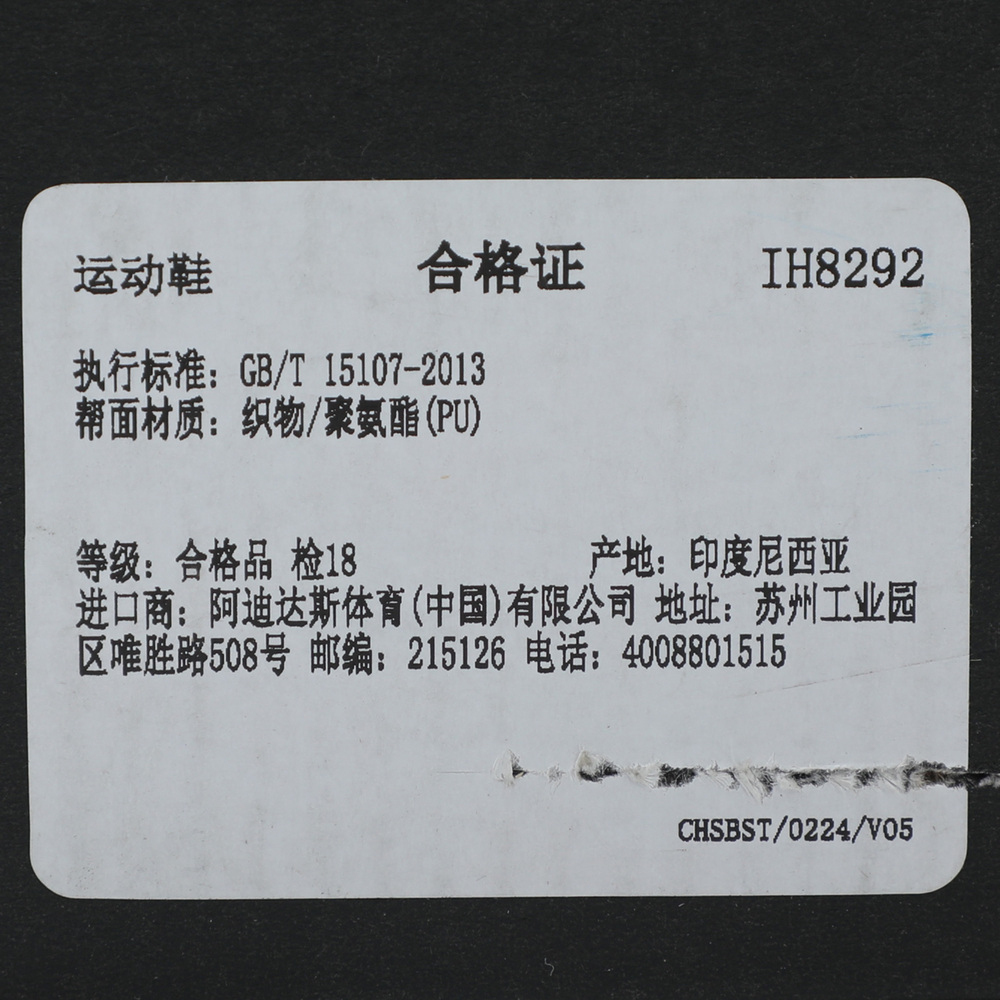 运动鞋 合格证 IH8292
执行标准: GB/T 15107-2013
帮面材质: 织物/聚氨酯(PU)
等级: 合格品 检18 产地: 印度尼西亚
进口商: 阿迪达斯体育(中国)有限公司 地址: 苏州工业园
区唯胜路508号 邮编: 215126 电话: 4008801515
CHSBST/0224/V05